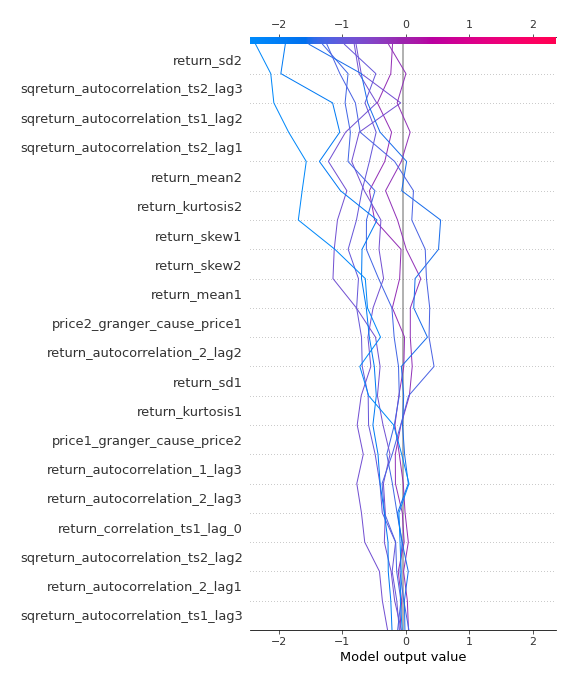 −2 −1 0 1 2
return_sd2
sqreturn_autocorrelation_ts2_lag3
sqreturn_autocorrelation_ts1_lag2
sqreturn_autocorrelation_ts2_lag1
return_mean2
return_kurtosis2
return_skew1
return_skew2
return_mean1
price2_granger_cause_price1
return_autocorrelation_2_lag2
return_sd1
return_kurtosis1
price1_granger_cause_price2
return_autocorrelation_1_lag3
return_autocorrelation_2_lag3
return_correlation_ts1_lag_0
sqreturn_autocorrelation_ts2_lag2
return_autocorrelation_2_lag1
sqreturn_autocorrelation_ts1_lag3
−2 −1 0 1 2
Model output value